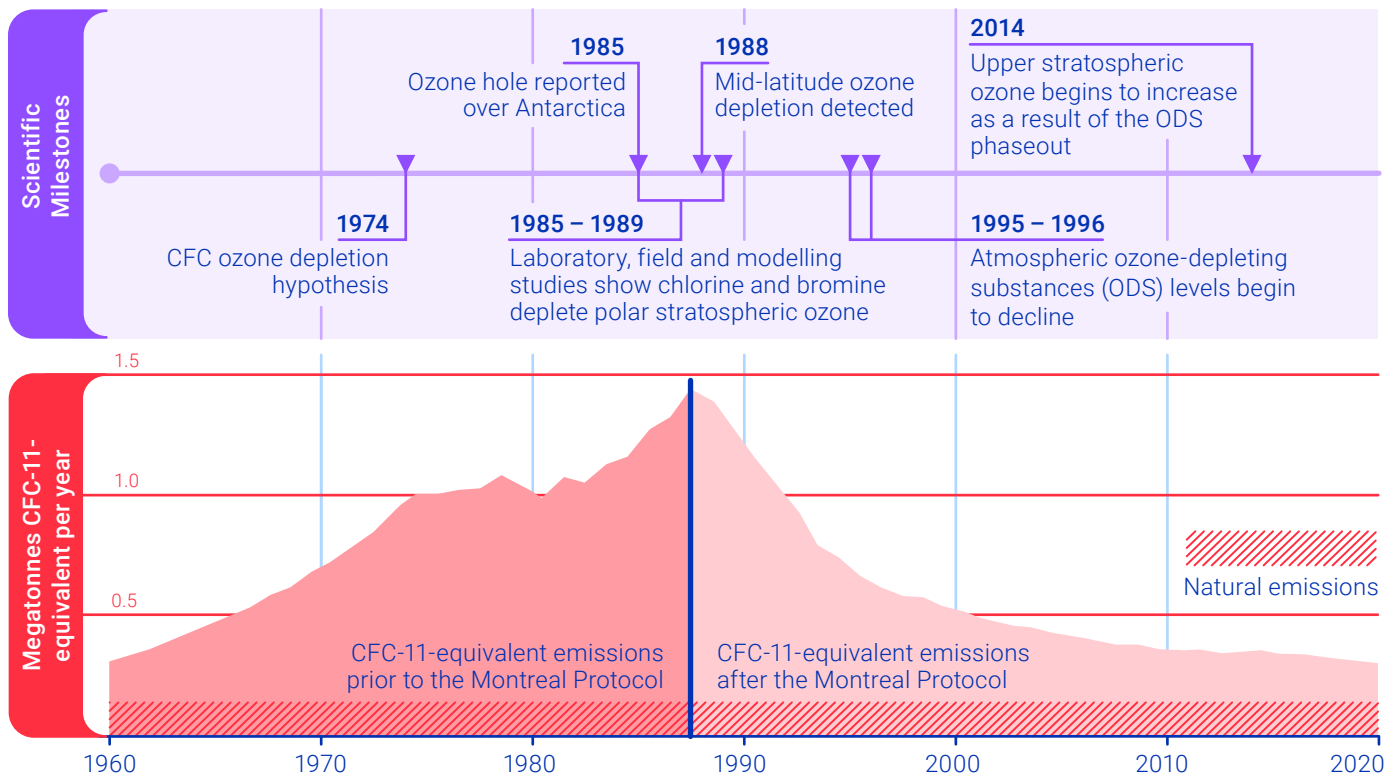 Scientific
Milestones
1985
Ozone hole reported
over Antarctica
1988
Mid-latitude ozone
depletion detected
2014
Upper stratospheric
ozone begins to increase
as a result of the ODS
phaseout
1974
CFC ozone depletion
hypothesis
1985 – 1989
Laboratory, field and modelling
studies show chlorine and bromine
deplete polar stratospheric ozone
1995 – 1996
Atmospheric ozone-depleting
substances (ODS) levels begin
to decline
Megatonnes CFC-11-
equivalent per year
1.5
1.0
0.5
Natural emissions
CFC-11-equivalent emissions
prior to the Montreal Protocol
CFC-11-equivalent emissions
after the Montreal Protocol
1960 1970 1980 1990 2000 2010 2020